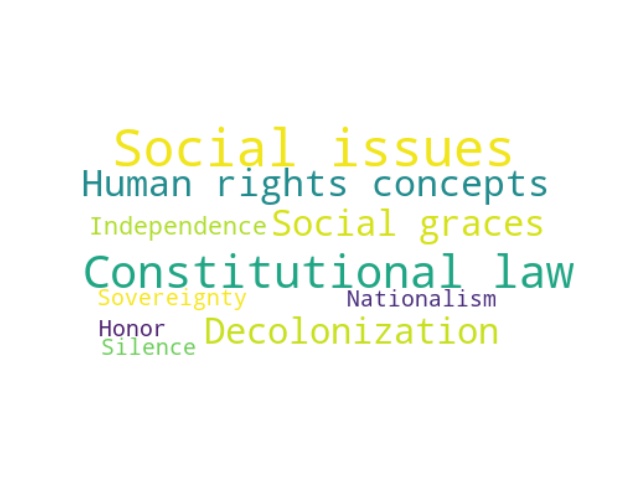 Social issues
Human rights concepts
Independence Social graces
Constitutional law
Sovereignty Nationalism
Honor Decolonization
Silence